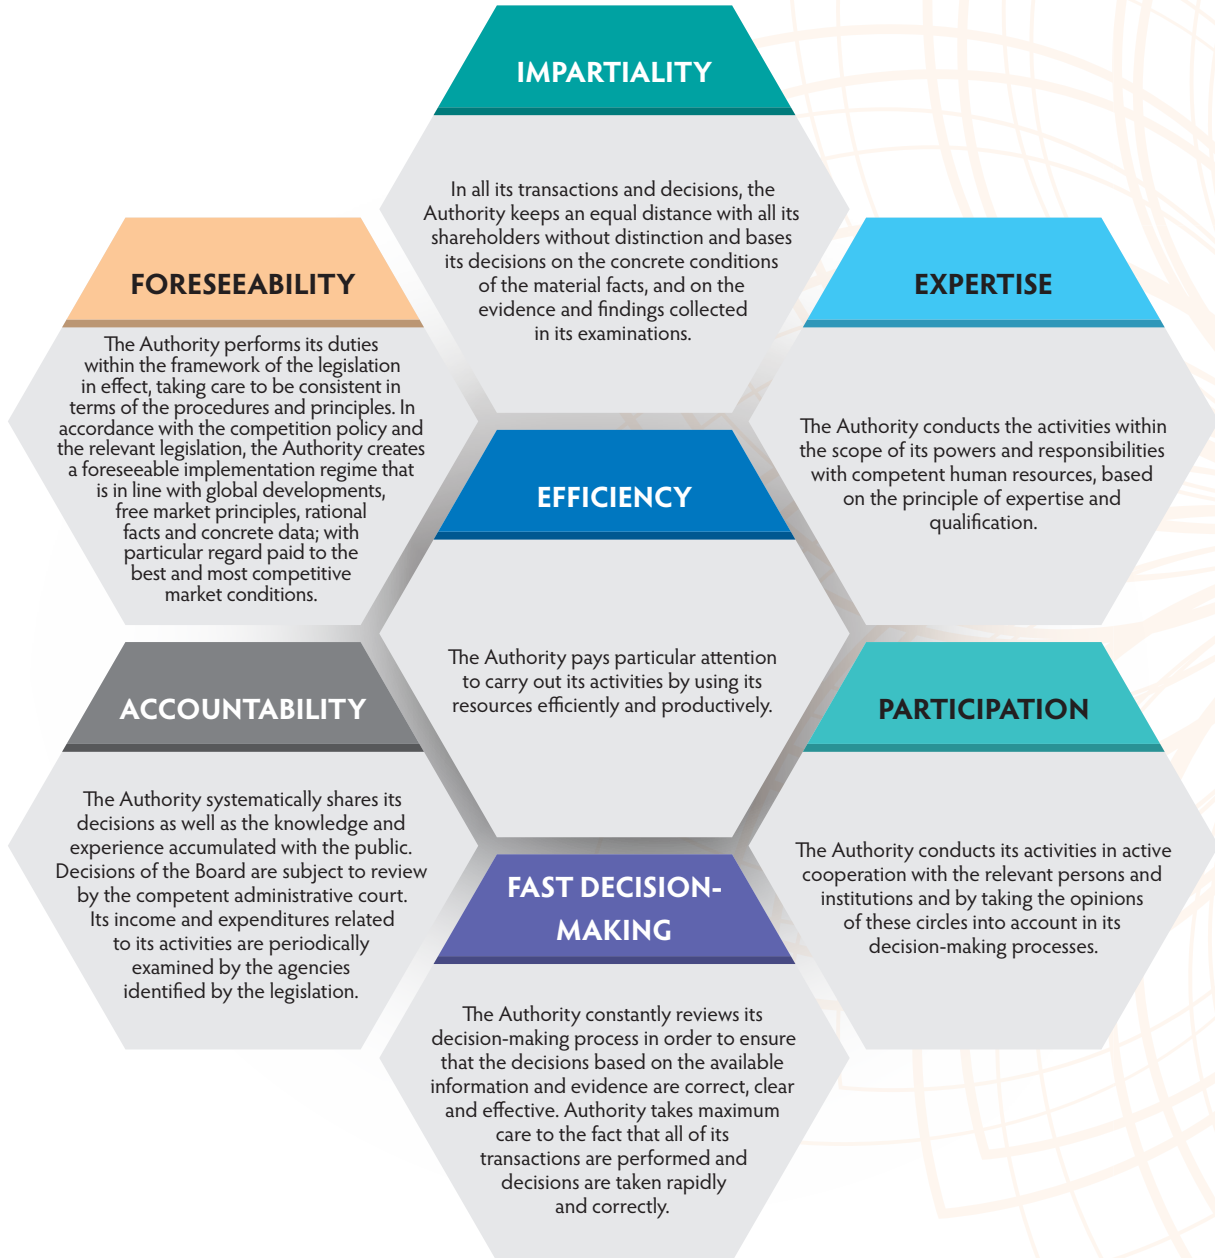 IMPARTIALITY
In all its transactions and decisions, the
Authority keeps an equal distance with all its
shareholders without distinction and bases
its decisions on the concrete conditions
of the material facts, and on the
evidence and findings collected
in its examinations.
FORESEEABILITY
The Authority performs its duties
within the framework of the legislation
in effect, taking care to be consistent in
terms of the procedures and principles. In
accordance with the competition policy and
the relevant legislation, the Authority creates
a foreseeable implementation regime that
is in line with global developments,
free market principles, rational
facts and concrete data; with
particular regard paid to the
best and most competitive
market conditions.
EXPERTISE
The Authority conducts the activities within
the scope of its powers and responsibilities
with competent human resources, based
on the principle of expertise and
qualification.
EFFICIENCY
The Authority pays particular attention
to carry out its activities by using its
resources efficiently and productively.
ACCOUNTABILITY
The Authority systematically shares its
decisions as well as the knowledge and
experience accumulated with the public.
Decisions of the Board are subject to review
by the competent administrative court.
Its income and expenditures related
to its activities are periodically
examined by the agencies
identified by the legislation.
PARTICIPATION
The Authority conducts its activities in active
cooperation with the relevant persons and
institutions and by taking the opinions
of these circles into account in its
decision-making processes.
FAST DECISION-
MAKING
The Authority constantly reviews its
decision-making process in order to ensure
that the decisions based on the available
information and evidence are correct, clear
and effective. Authority takes maximum
care to the fact that all of its
transactions are performed and
decisions are taken rapidly
and correctly.